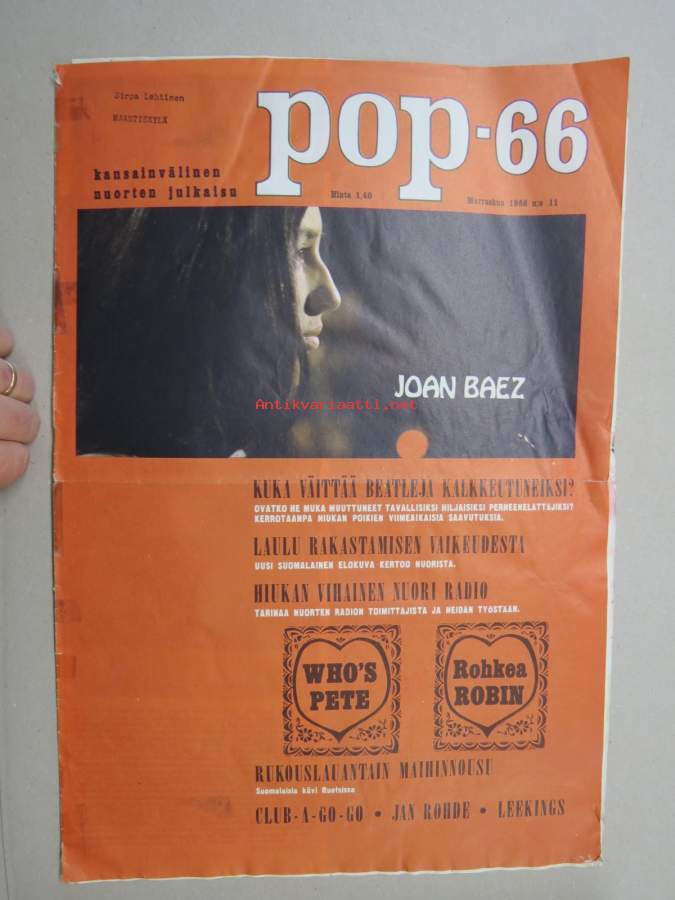 Sirpa Lehtinen
MAANTIEKYLÄ
pop-66
kansainvälinen
nuorten julkaisu
Hinta 1,40
Marraskuu 1966 n:o 11
JOAN BAEZ
Antikvariaatti.net
KUKA VÄITTÄÄ BEATLEJA KALKKEUTUNEIKSI?
OVATKO HE MUKA MUUTTUNEET TAVALLISIKSI HILJAISIKSI PERHEENELÄTTÄJIKSI?
KERROTAANPA HIUKAN POIKIEN VIIMEAIKAISIA SAAVUTUKSIA.
LAULU RAKASTAMISEN VAIKEUDESTA
UUSI SUOMALAINEN ELOKUVA KERTOO NUORISTA.
HIUKAN VIHAINEN NUORI RADIO
TARINAA NUORTEN RADION TOIMITTAJISTA JA HEIDÄN TYÖSTÄÄN.
WHO'S
PETE
Rohkea
ROBIN
RUKOUSLAUANTAIN MAIHINNOUSU
Suomalaisia kävi Ruotsissa
CLUB-A-GO-GO • JAN ROHDE • LEEKINGS